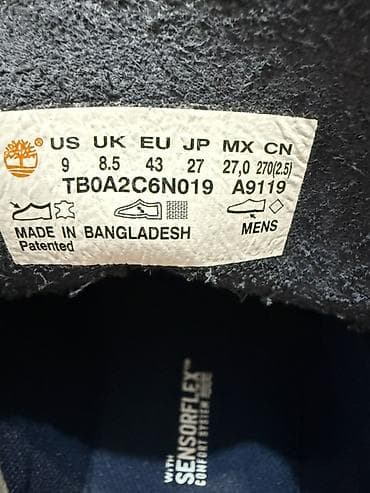 ® US UK EU JP MX CN
9 8.5 43 27 27,0 270(2.5)
TB0A2C6N019 A9119
MADE IN BANGLADESH
Patented
MENS
WITH
SENSORFLEX™
COMFORT SYSTEM